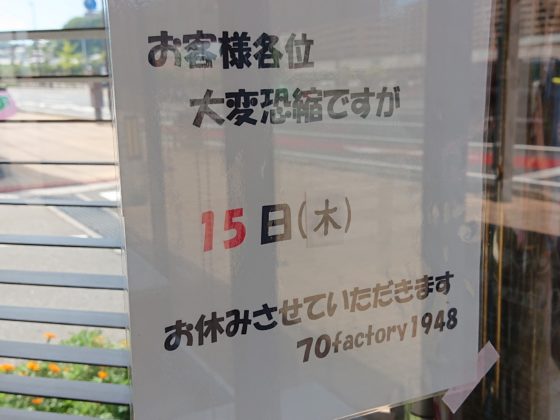 お客様各位
大変恐縮ですが
15日(木)
お休みさせていただきます
70factory1948